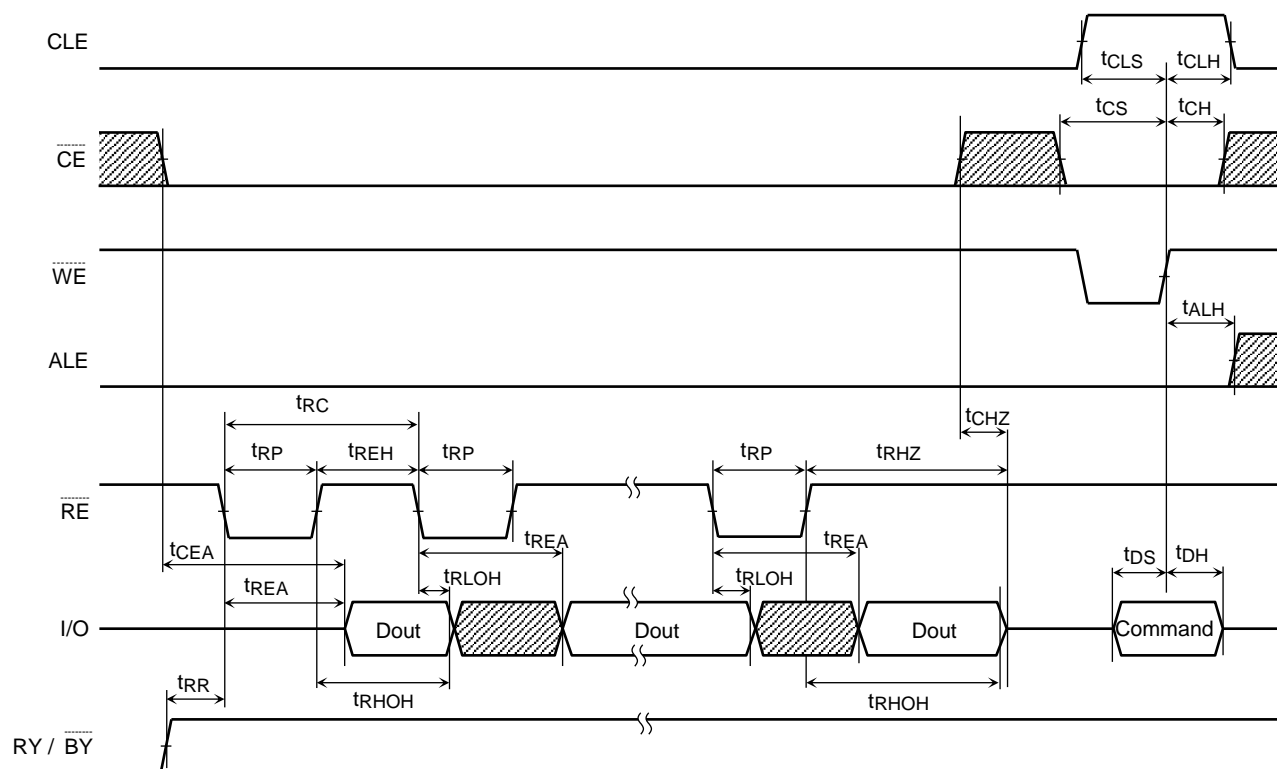 CLE
tCLS tCLH
tCS tCH
CE
WE
tALH
ALE
tRC
tCHZ
tRP tREH tRP tRP tRHZ
RE
tCEA tREA tREA tDS tDH
tREA tRLOH tRLOH
I/O Dout Dout Dout Command
tRR tRHOH tRHOH
RY / BY